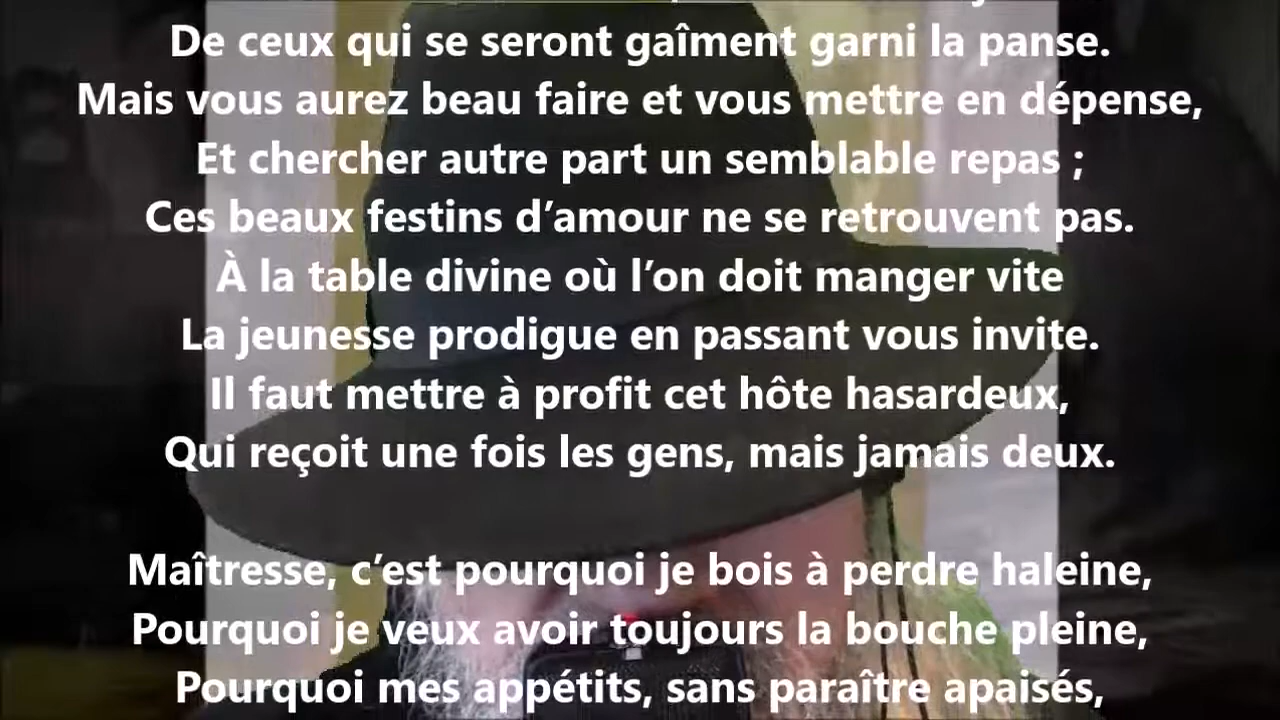 De ceux qui se seront gaîment garni la panse.
Mais vous aurez beau faire et vous mettre en dépense,
Et chercher autre part un semblable repas ;
Ces beaux festins d’amour ne se retrouvent pas.
À la table divine où l’on doit manger vite
La jeunesse prodigue en passant vous invite.
Il faut mettre à profit cet hôte hasardeux,
Qui reçoit une fois les gens, mais jamais deux.
Maîtresse, c’est pourquoi je bois à perdre haleine,
Pourquoi je veux avoir toujours la bouche pleine,
Pourquoi mes appétits, sans paraître apaisés,